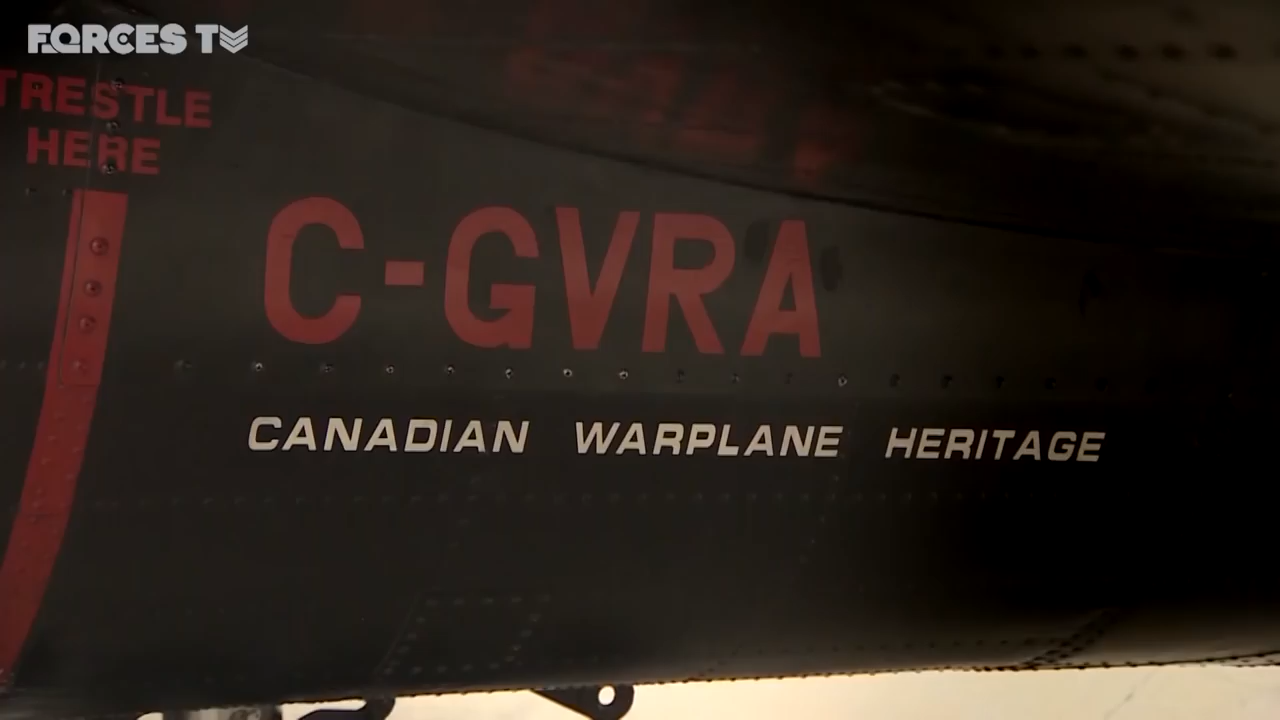 FORCES TV
TRESTLE
HERE
C-GVRA
CANADIAN WARPLANE HERITAGE